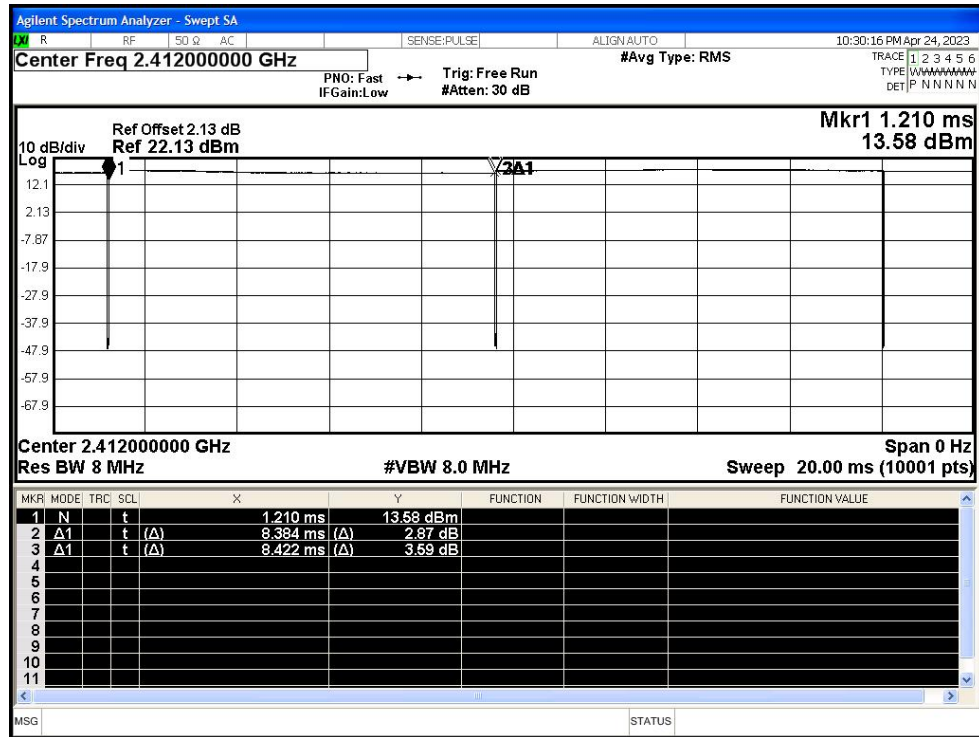 Agilent Spectrum Analyzer - Swept SA
LXI R RF 50 Ω AC SENSE:PULSE ALIGN AUTO 10:30:16 PM Apr 24, 2023
Center Freq 2.412000000 GHz #Avg Type: RMS TRACE 1 2 3 4 5 6
PNO: Fast Trig: Free Run TYPE W
IFGain:Low #Atten: 30 dB DET P N N N N N
Mkr1 1.210 ms
Ref Offset 2.13 dB
10 dB/div Ref 22.13 dBm 13.58 dBm
Log
1 2Δ1
12.1
2.13
-7.87
-17.9
-27.9
-37.9
-47.9
-57.9
-67.9
Center 2.412000000 GHz Span 0 Hz
Res BW 8 MHz #VBW 8.0 MHz Sweep 20.00 ms (10001 pts)
MKR MODE TRC SCL X Y FUNCTION FUNCTION WIDTH FUNCTION VALUE
1 N t 1.210 ms 13.58 dBm
2 Δ1 t (Δ) 8.384 ms (Δ) 2.87 dB
3 Δ1 t (Δ) 8.422 ms (Δ) 3.59 dB
4
5
6
7
8
9
10
11
MSG STATUS